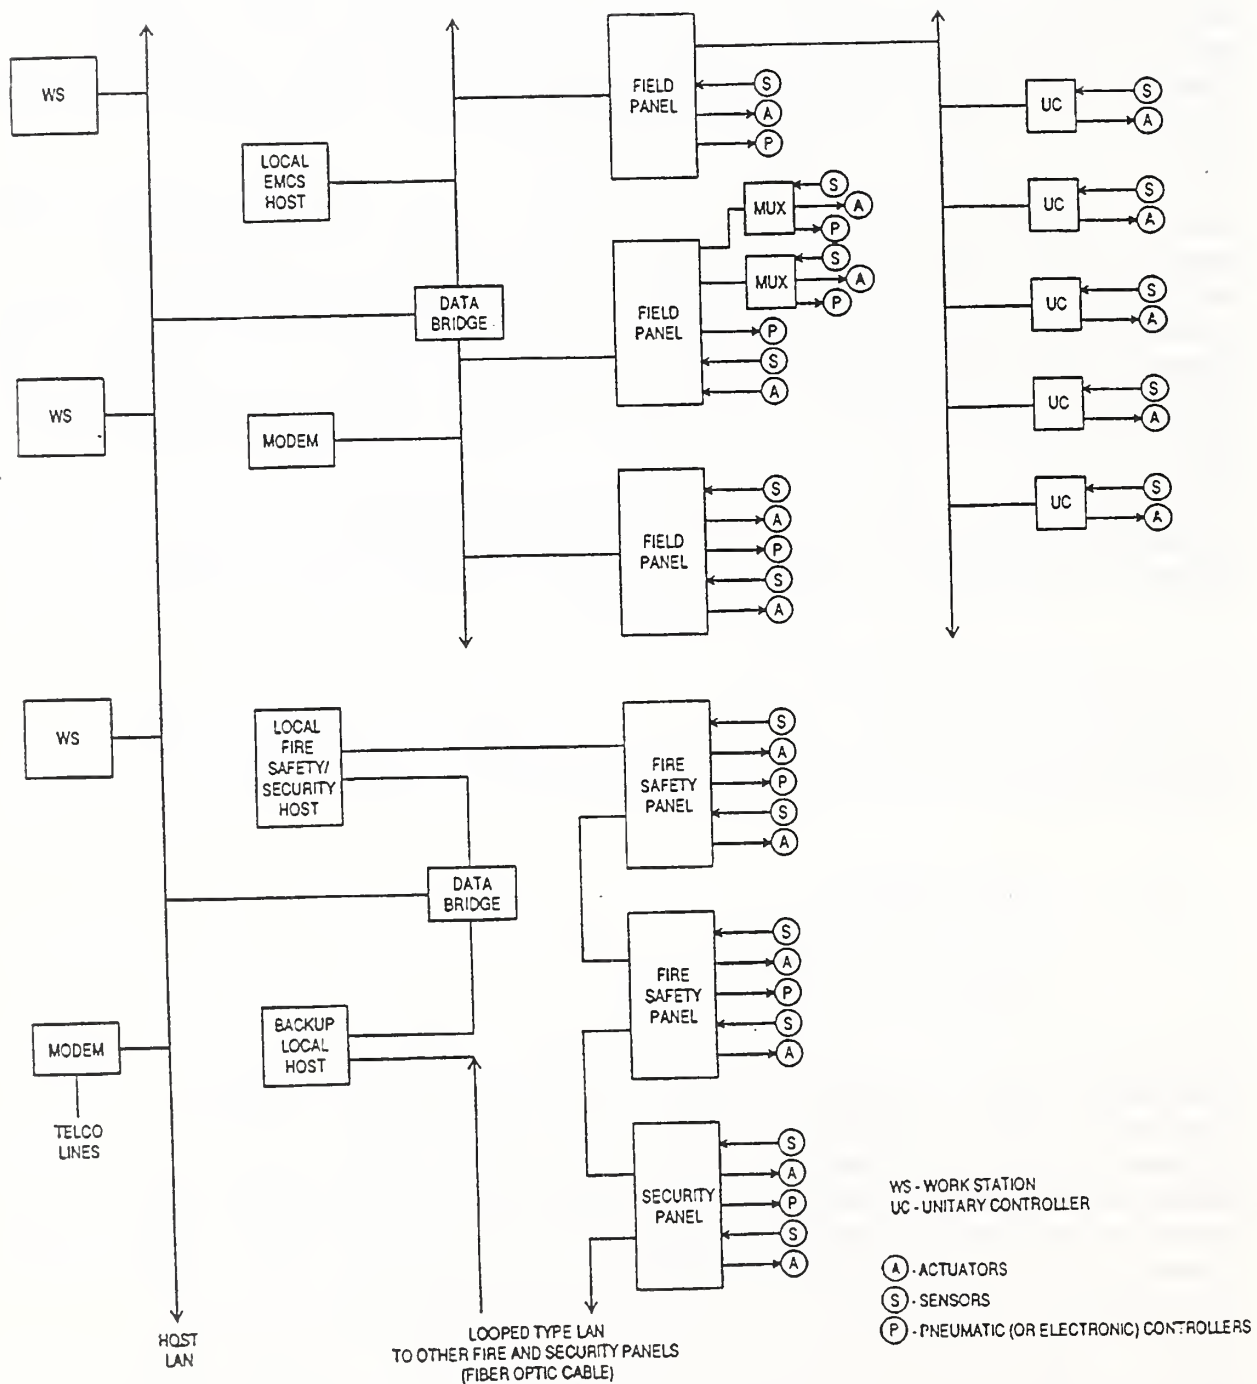 WS
LOCAL
EMCS
HOST
FIELD
PANEL
S
A
P
UC
S
A
MUX
S
A
P
UC
S
A
DATA
BRIDGE
FIELD
PANEL
MUX
S
A
P
P
S
A
UC
S
A
WS
MODEM
UC
S
A
FIELD
PANEL
S
A
P
S
A
UC
S
A
WS
LOCAL
FIRE
SAFETY/
SECURITY
HOST
FIRE
SAFETY
PANEL
S
A
P
S
A
DATA
BRIDGE
FIRE
SAFETY
PANEL
S
A
P
S
A
MODEM
TELCO
LINES
BACKUP
LOCAL
HOST
SECURITY
PANEL
S
A
P
S
A
HOST
LAN
LOOPED TYPE LAN
TO OTHER FIRE AND SECURITY PANELS
(FIBER OPTIC CABLE)
WS - WORK STATION
UC - UNITARY CONTROLLER
A - ACTUATORS
S - SENSORS
P - PNEUMATIC (OR ELECTRONIC) CONTROLLERS